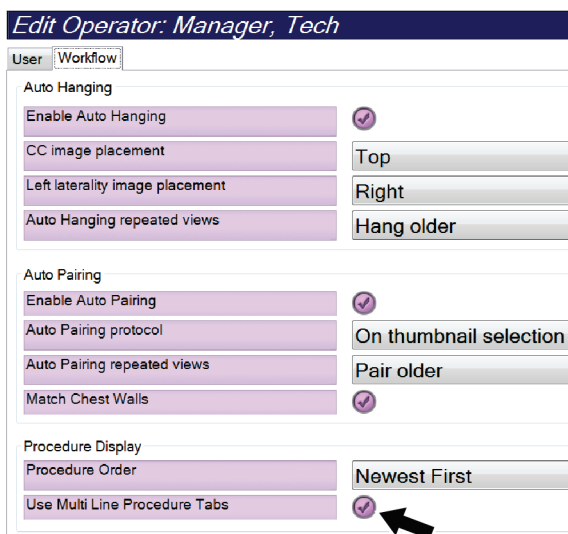 Edit Operator: Manager, Tech
User Workflow
Auto Hanging
Enable Auto Hanging
CC image placement Top
Left laterality image placement Right
Auto Hanging repeated views Hang older
Auto Pairing
Enable Auto Pairing
Auto Pairing protocol On thumbnail selection
Auto Pairing repeated views Pair older
Match Chest Walls
Procedure Display
Procedure Order Newest First
Use Multi Line Procedure Tabs